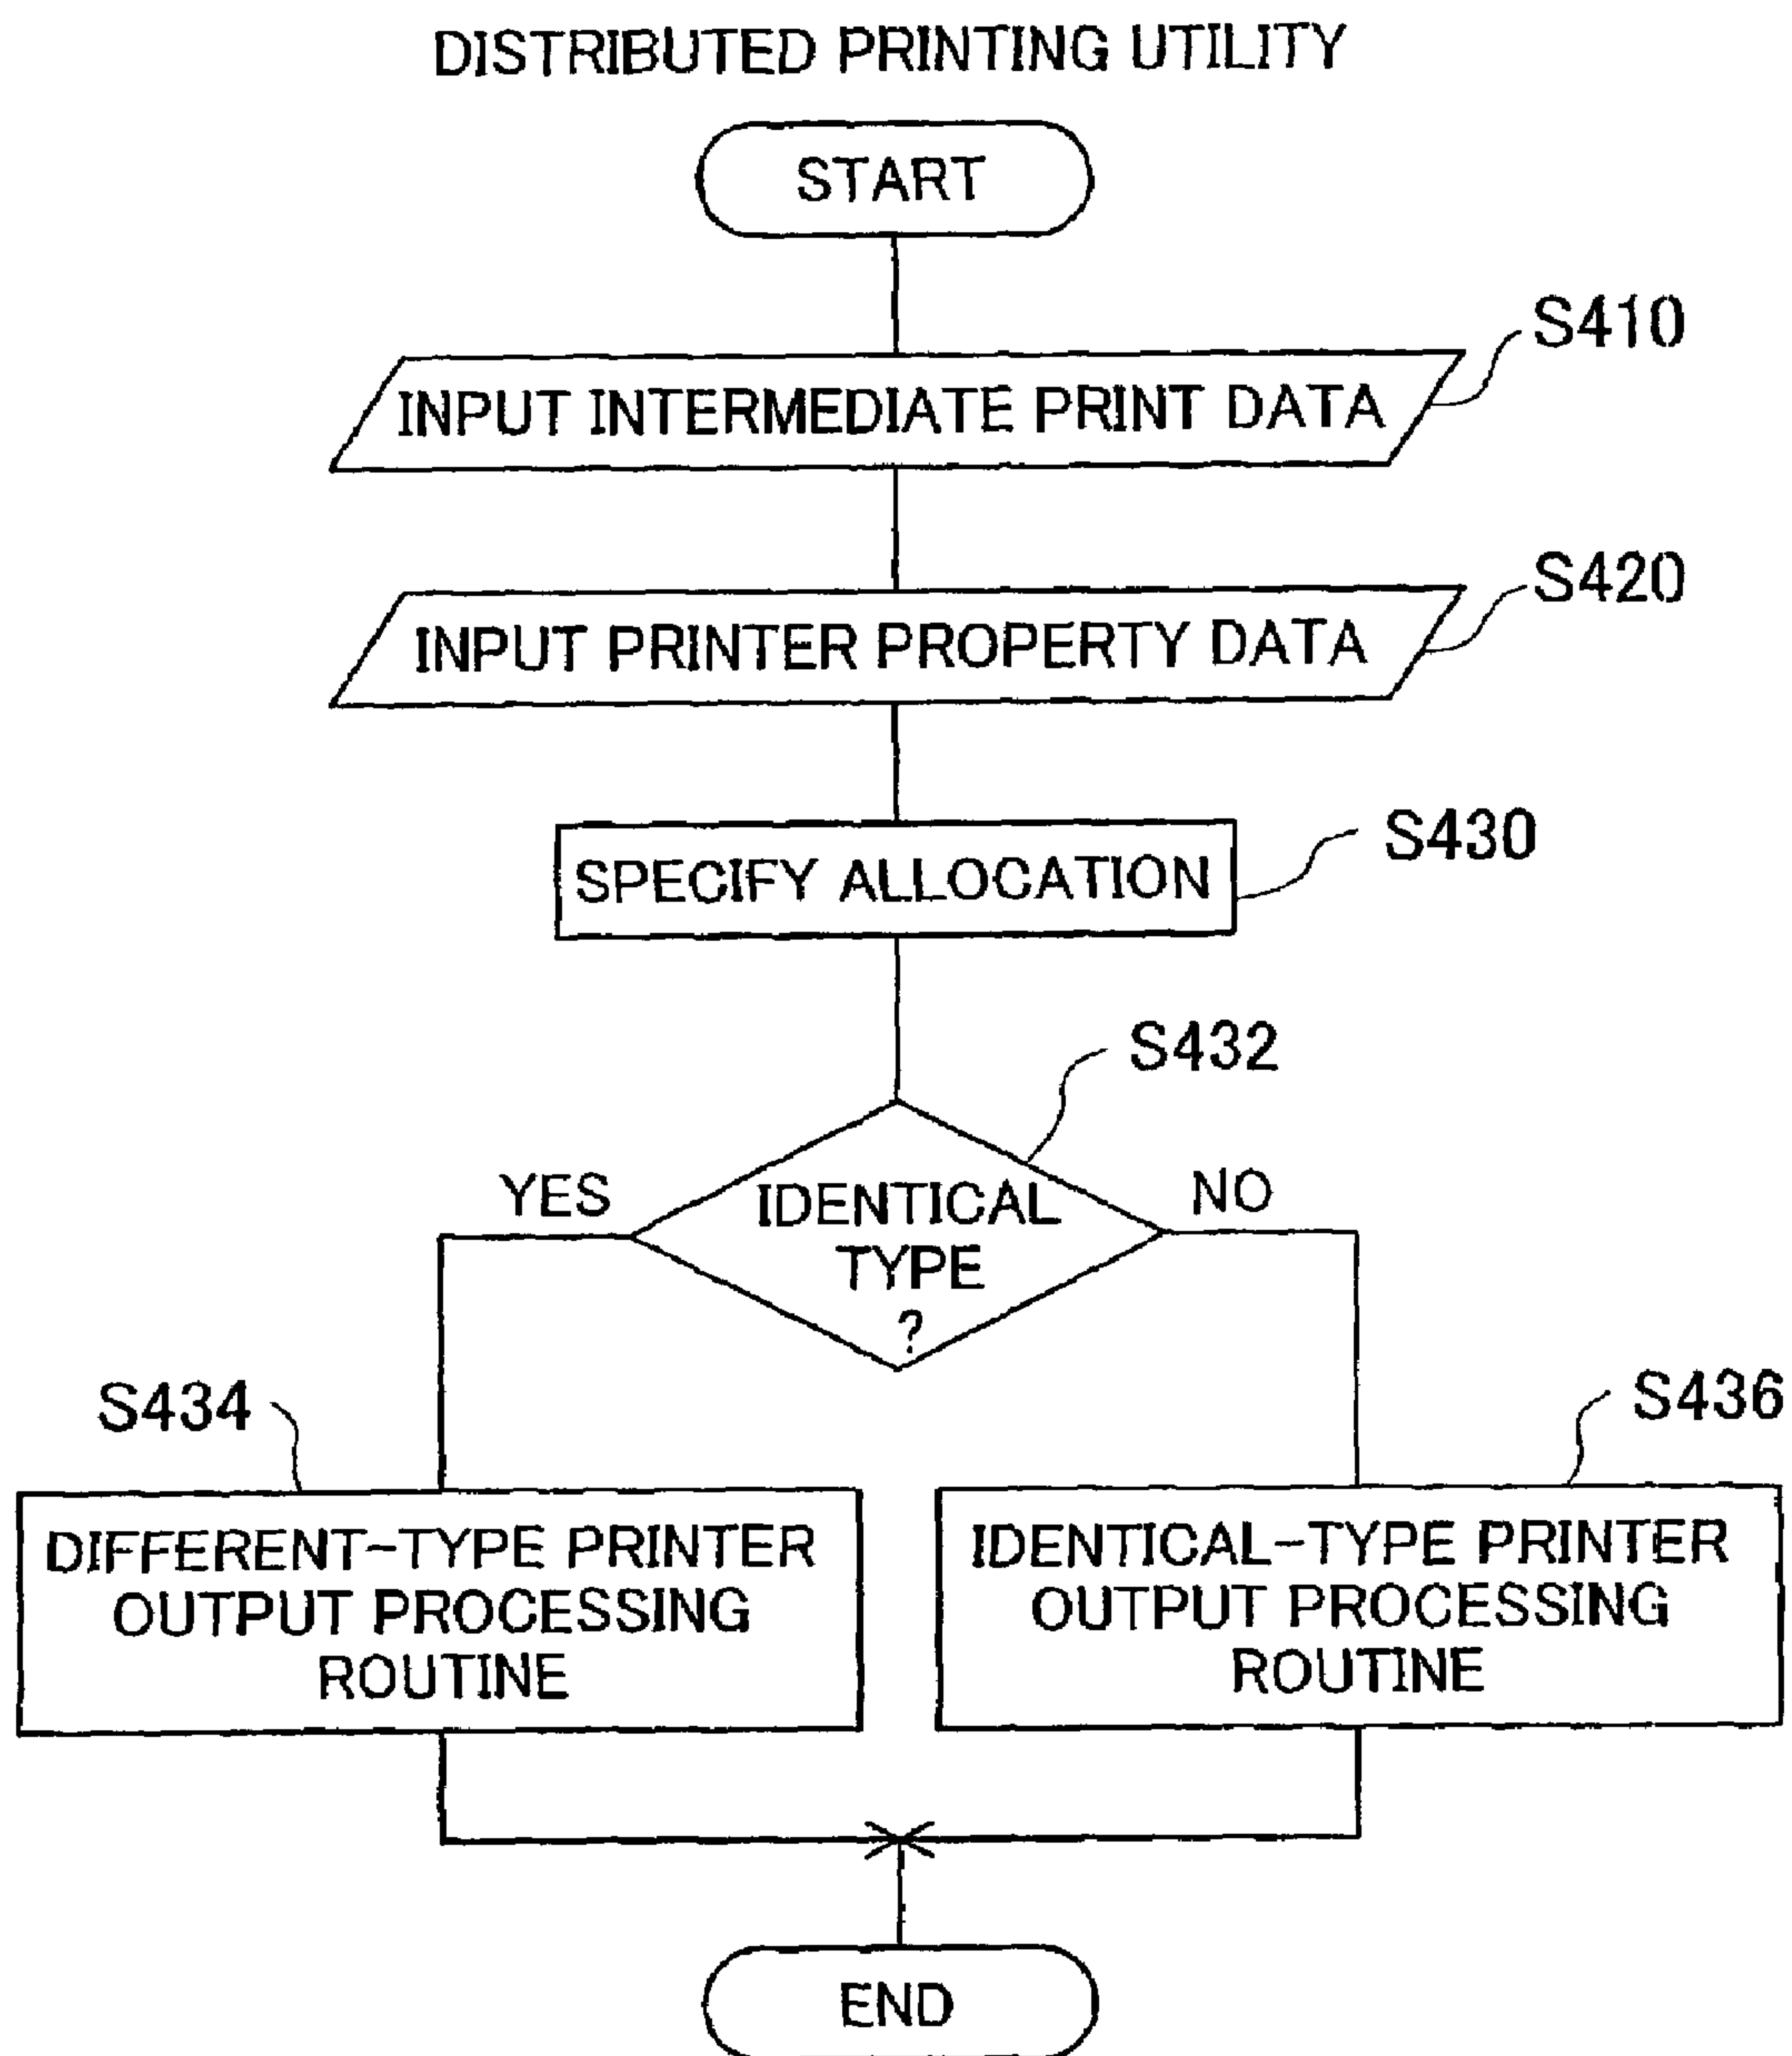 DISTRIBUTED PRINTING UTILITY
START
S410
INPUT INTERMEDIATE PRINT DATA
S420
INPUT PRINTER PROPERTY DATA
S430
SPECIFY ALLOCATION
S432
YES
IDENTICAL
TYPE
?
NO
S434
DIFFERENT-TYPE PRINTER
OUTPUT PROCESSING
ROUTINE
S436
IDENTICAL-TYPE PRINTER
OUTPUT PROCESSING
ROUTINE
END